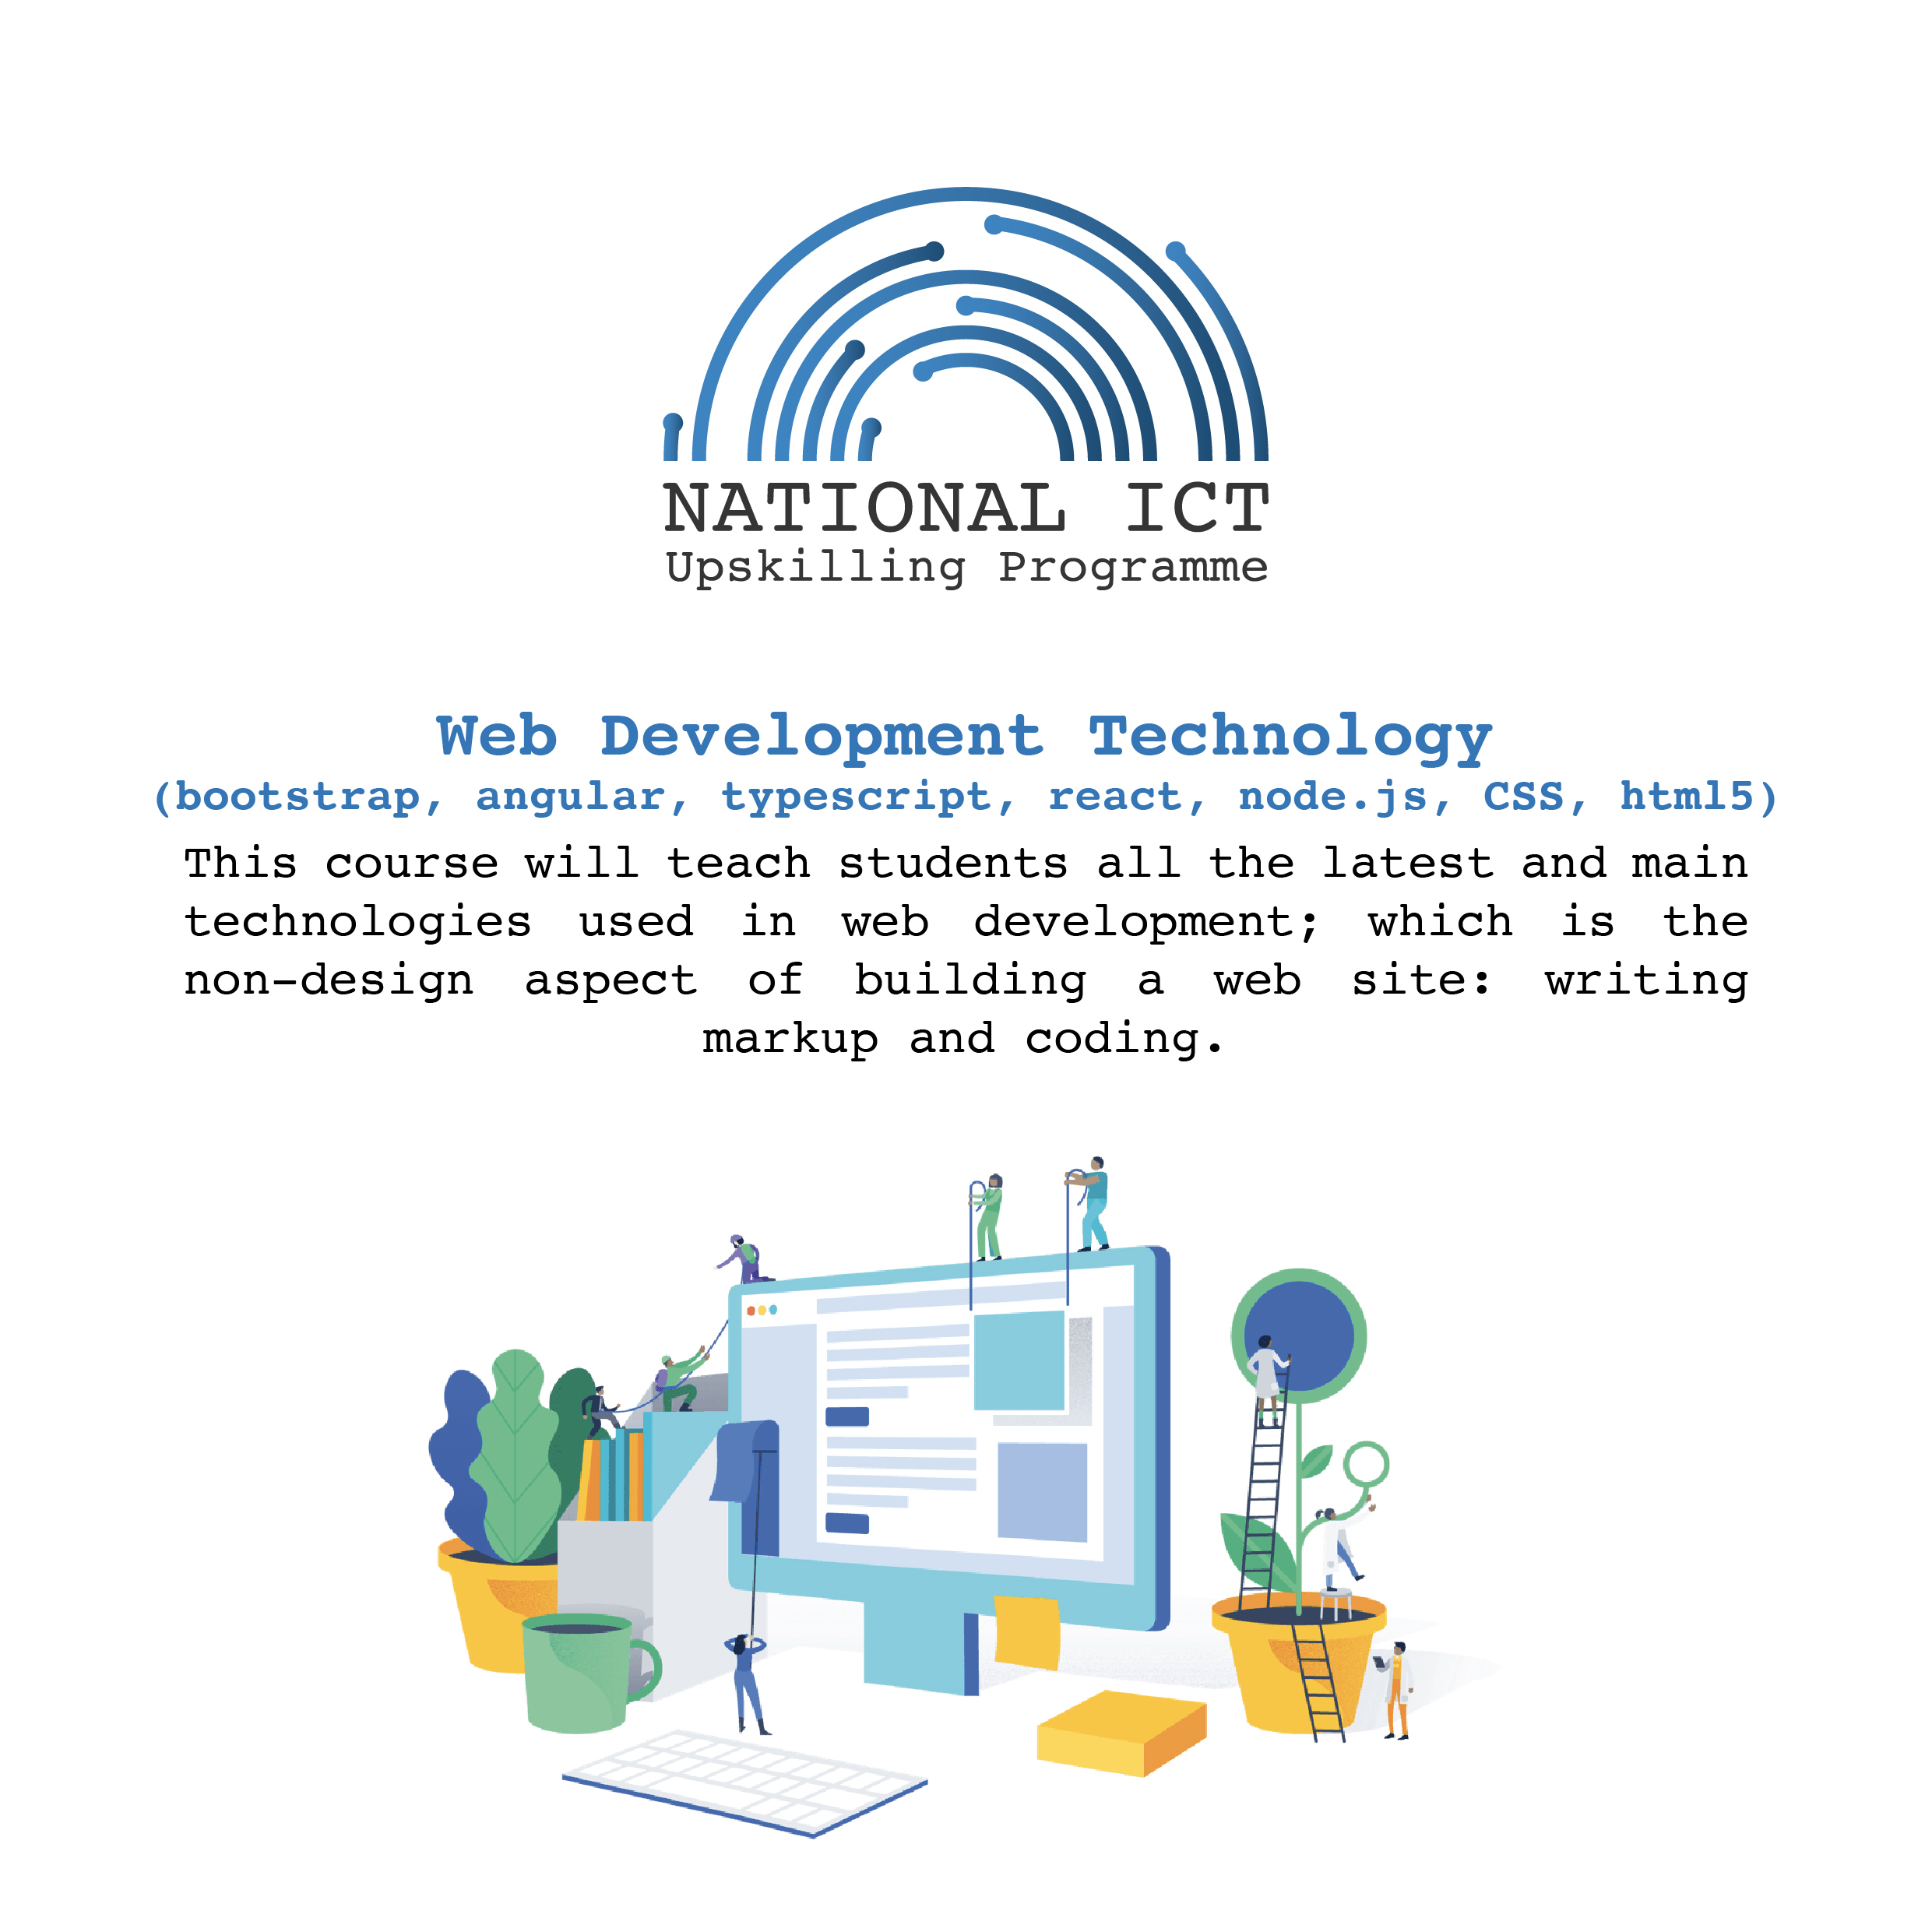 NATIONAL ICT
Upskilling Programme
Web Development Technology
(bootstrap, angular, typescript, react, node.js, CSS, html5)
This course will teach students all the latest and main
technologies used in web development; which is the
non-design aspect of building a web site: writing
markup and coding.